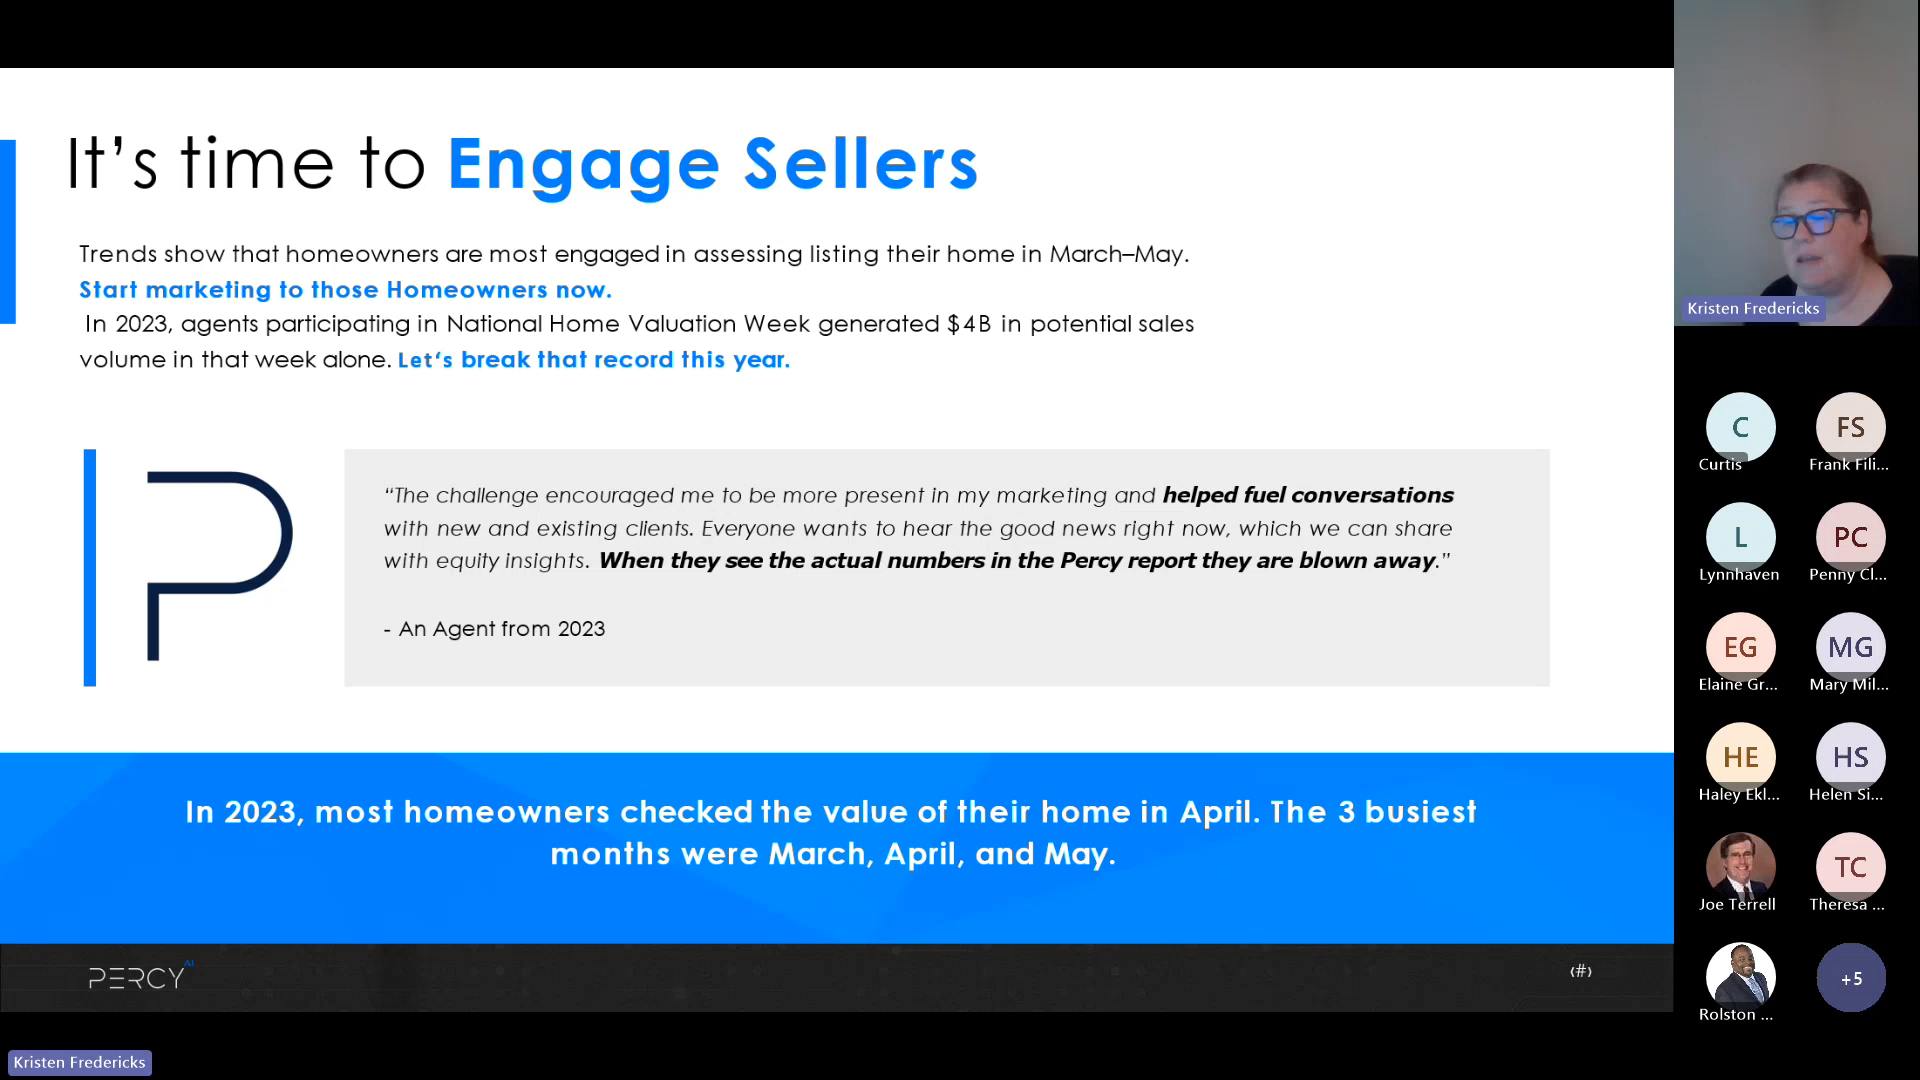 It’s time to Engage Sellers
Trends show that homeowners are most engaged in assessing listing their home in March–May.
Start marketing to those Homeowners now.
In 2023, agents participating in National Home Valuation Week generated $4B in potential sales
volume in that week alone. Let‘s break that record this year.
“The challenge encouraged me to be more present in my marketing and helped fuel conversations
with new and existing clients. Everyone wants to hear the good news right now, which we can share
with equity insights. When they see the actual numbers in the Percy report they are blown away.”
- An Agent from 2023
In 2023, most homeowners checked the value of their home in April. The 3 busiest
months were March, April, and May.
PERCY AI
‹#›
Kristen Fredericks
Kristen Fredericks
C
Curtis
FS
Frank Fili...
L
Lynnhaven
PC
Penny Cl...
EG
Elaine Gr...
MG
Mary Mil...
HE
Haley Ekl...
HS
Helen Si...
Joe Terrell
TC
Theresa ...
Rolston ...
+5